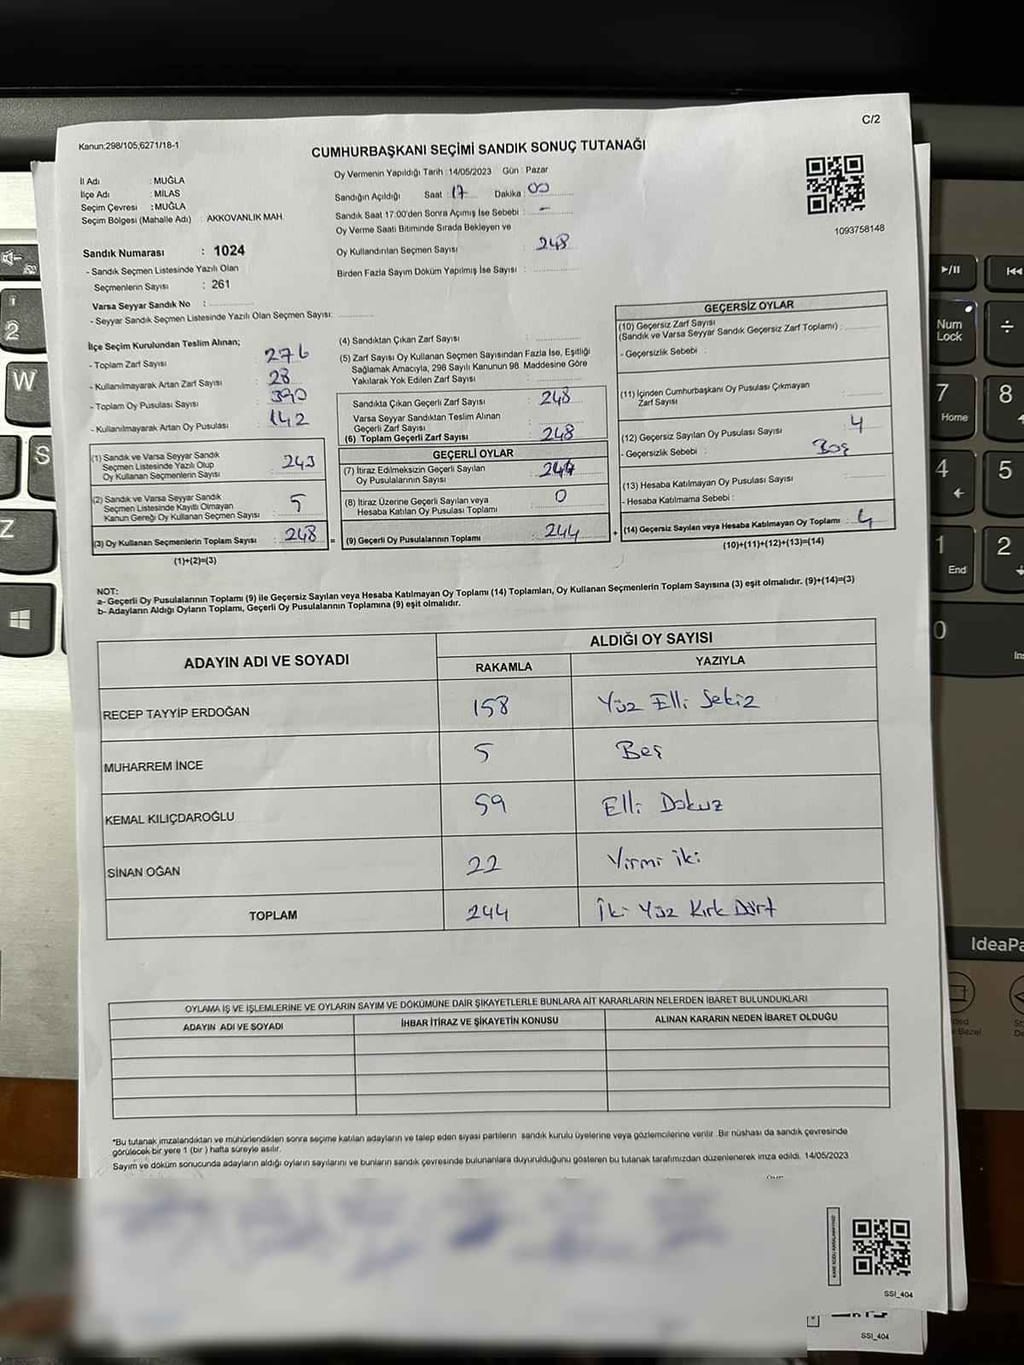 C/2
Kanun;298/105,6271/18-1
CUMHURBAŞKANI SEÇİMİ SANDIK SONUÇ TUTANAĞI
1093758148
İl Adı : MUĞLA
İlçe Adı : MİLAS
Seçim Çevresi : MUĞLA
Seçim Bölgesi (Mahalle Adı) : AKKOVANLIK MAH.
Sandık Numarası : 1024
- Sandık Seçmen Listesinde Yazılı Olan
Seçmenlerin Sayısı : 261
Varsa Seyyar Sandık No :
- Seyyar Sandık Seçmen Listesinde Yazılı Olan Seçmen Sayısı:
Oy Vermenin Yapıldığı Tarih :14/05/2023 Gün : Pazar
Sandığın Açıldığı Saat : 17 Dakika : 00
Sandık Saat 17:00'den Sonra Açımış İse Sebebi : -
Oy Verme Saati Bitiminde Sırada Bekleyen ve
Oy Kullandırılan Seçmen Sayısı : 248
Birden Fazla Sayım Döküm Yapılmış İse Sayısı :
İlçe Seçim Kurulundan Teslim Alınan;
- Toplam Zarf Sayısı : 276
- Kullanılmayarak Artan Zarf Sayısı : 28
- Toplam Oy Pusulası Sayısı : 390
- Kullanılmayarak Artan Oy Pusulası : 142
(1) Sandık ve Varsa Seyyar Sandık
Seçmen Listesinde Yazılı Olup
Oy Kullanan Seçmenlerin Sayısı : 243
(2) Sandık ve Varsa Seyyar Sandık
Seçmen Listesinde Kayıtlı Olmayan
Kanun Gereği Oy Kullanan Seçmen Sayısı : 5
(3) Oy Kullanan Seçmenlerin Toplam Sayısı : 248 =
(1)+(2)=(3)
(4) Sandıktan Çıkan Zarf Sayısı :
(5) Zarf Sayısı Oy Kullanan Seçmen Sayısından Fazla İse, Eşitliği
Sağlamak Amacıyla, 298 Sayılı Kanunun 98. Maddesine Göre
Yakılarak Yok Edilen Zarf Sayısı :
Sandıkta Çıkan Geçerli Zarf Sayısı : 248
Varsa Seyyar Sandıktan Teslim Alınan
Geçerli Zarf Sayısı :
(6) Toplam Geçerli Zarf Sayısı : 248
GEÇERLİ OYLAR
(7) İtiraz Edilmeksizin Geçerli Sayılan
Oy Pusulalarının Sayısı : 244
(8) İtiraz Üzerine Geçerli Sayılan veya
Hesaba Katılan Oy Pusulası Toplamı : 0
(9) Geçerli Oy Pusulalarının Toplamı : 244 +
GEÇERSİZ OYLAR
(10) Geçersiz Zarf Sayısı
(Sandık ve Varsa Seyyar Sandık Geçersiz Zarf Toplamı) :
- Geçersizlik Sebebi :
(11) İçinden Cumhurbaşkanı Oy Pusulası Çıkmayan
Zarf Sayısı :
(12) Geçersiz Sayılan Oy Pusulası Sayısı : 4
- Geçersizlik Sebebi : Boş
(13) Hesaba Katılmayan Oy Pusulası Sayısı :
- Hesaba Katılmama Sebebi :
(14) Geçersiz Sayılan veya Hesaba Katılmayan Oy Toplamı : 4
(10)+(11)+(12)+(13)=(14)
NOT:
a- Geçerli Oy Pusulalarının Toplamı (9) ile Geçersiz Sayılan veya Hesaba Katılmayan Oy Toplamı (14) Toplamları, Oy Kullanan Seçmenlerin Toplam Sayısına (3) eşit olmalıdır. (9)+(14)=(3)
b- Adayların Aldığı Oyların Toplamı, Geçerli Oy Pusulalarının Toplamına (9) eşit olmalıdır.
ADAYIN ADI VE SOYADI ALDIĞI OY SAYISI
RAKAMLA YAZIYLA
RECEP TAYYİP ERDOĞAN 158 Yüz Elli Sekiz
MUHARREM İNCE 5 Beş
KEMAL KILIÇDAROĞLU 59 Elli Dokuz
SİNAN OĞAN 22 Yirmi iki
TOPLAM 244 İki Yüz Kırk Dört
OYLAMA İŞ VE İŞLEMLERİNE VE OYLARIN SAYIM VE DÖKÜMÜNE DAİR ŞİKAYETLERLE BUNLARA AİT KARARLARIN NELERDEN İBARET BULUNDUKLARI
ADAYIN ADI VE SOYADI İHBAR İTİRAZ VE ŞİKAYETİN KONUSU ALINAN KARARIN NEDEN İBARET OLDUĞU
*Bu tutanak imzalandıktan ve mühürlendikten sonra seçime katılan adayların ve talep eden siyasi partilerin sandık kurulu üyelerine veya gözlemcilerine verilir. Bir nüshası da sandık çevresinde
görülecek bir yere 1 (bir ) hafta süreyle asılır.
Sayım ve döküm sonucunda adayların aldığı oyların sayılarını ve bunların sandık çevresinde bulunanlara duyurulduğunu gösteren bu tutanak tarafımızdan düzenlenerek imza edildi. 14/05/2023
SSI_404
SSI_404
2
W
S
Z
Num
Lock
÷
7
Home
8
4
5
1
End
2
0
Ins
IdeaPa